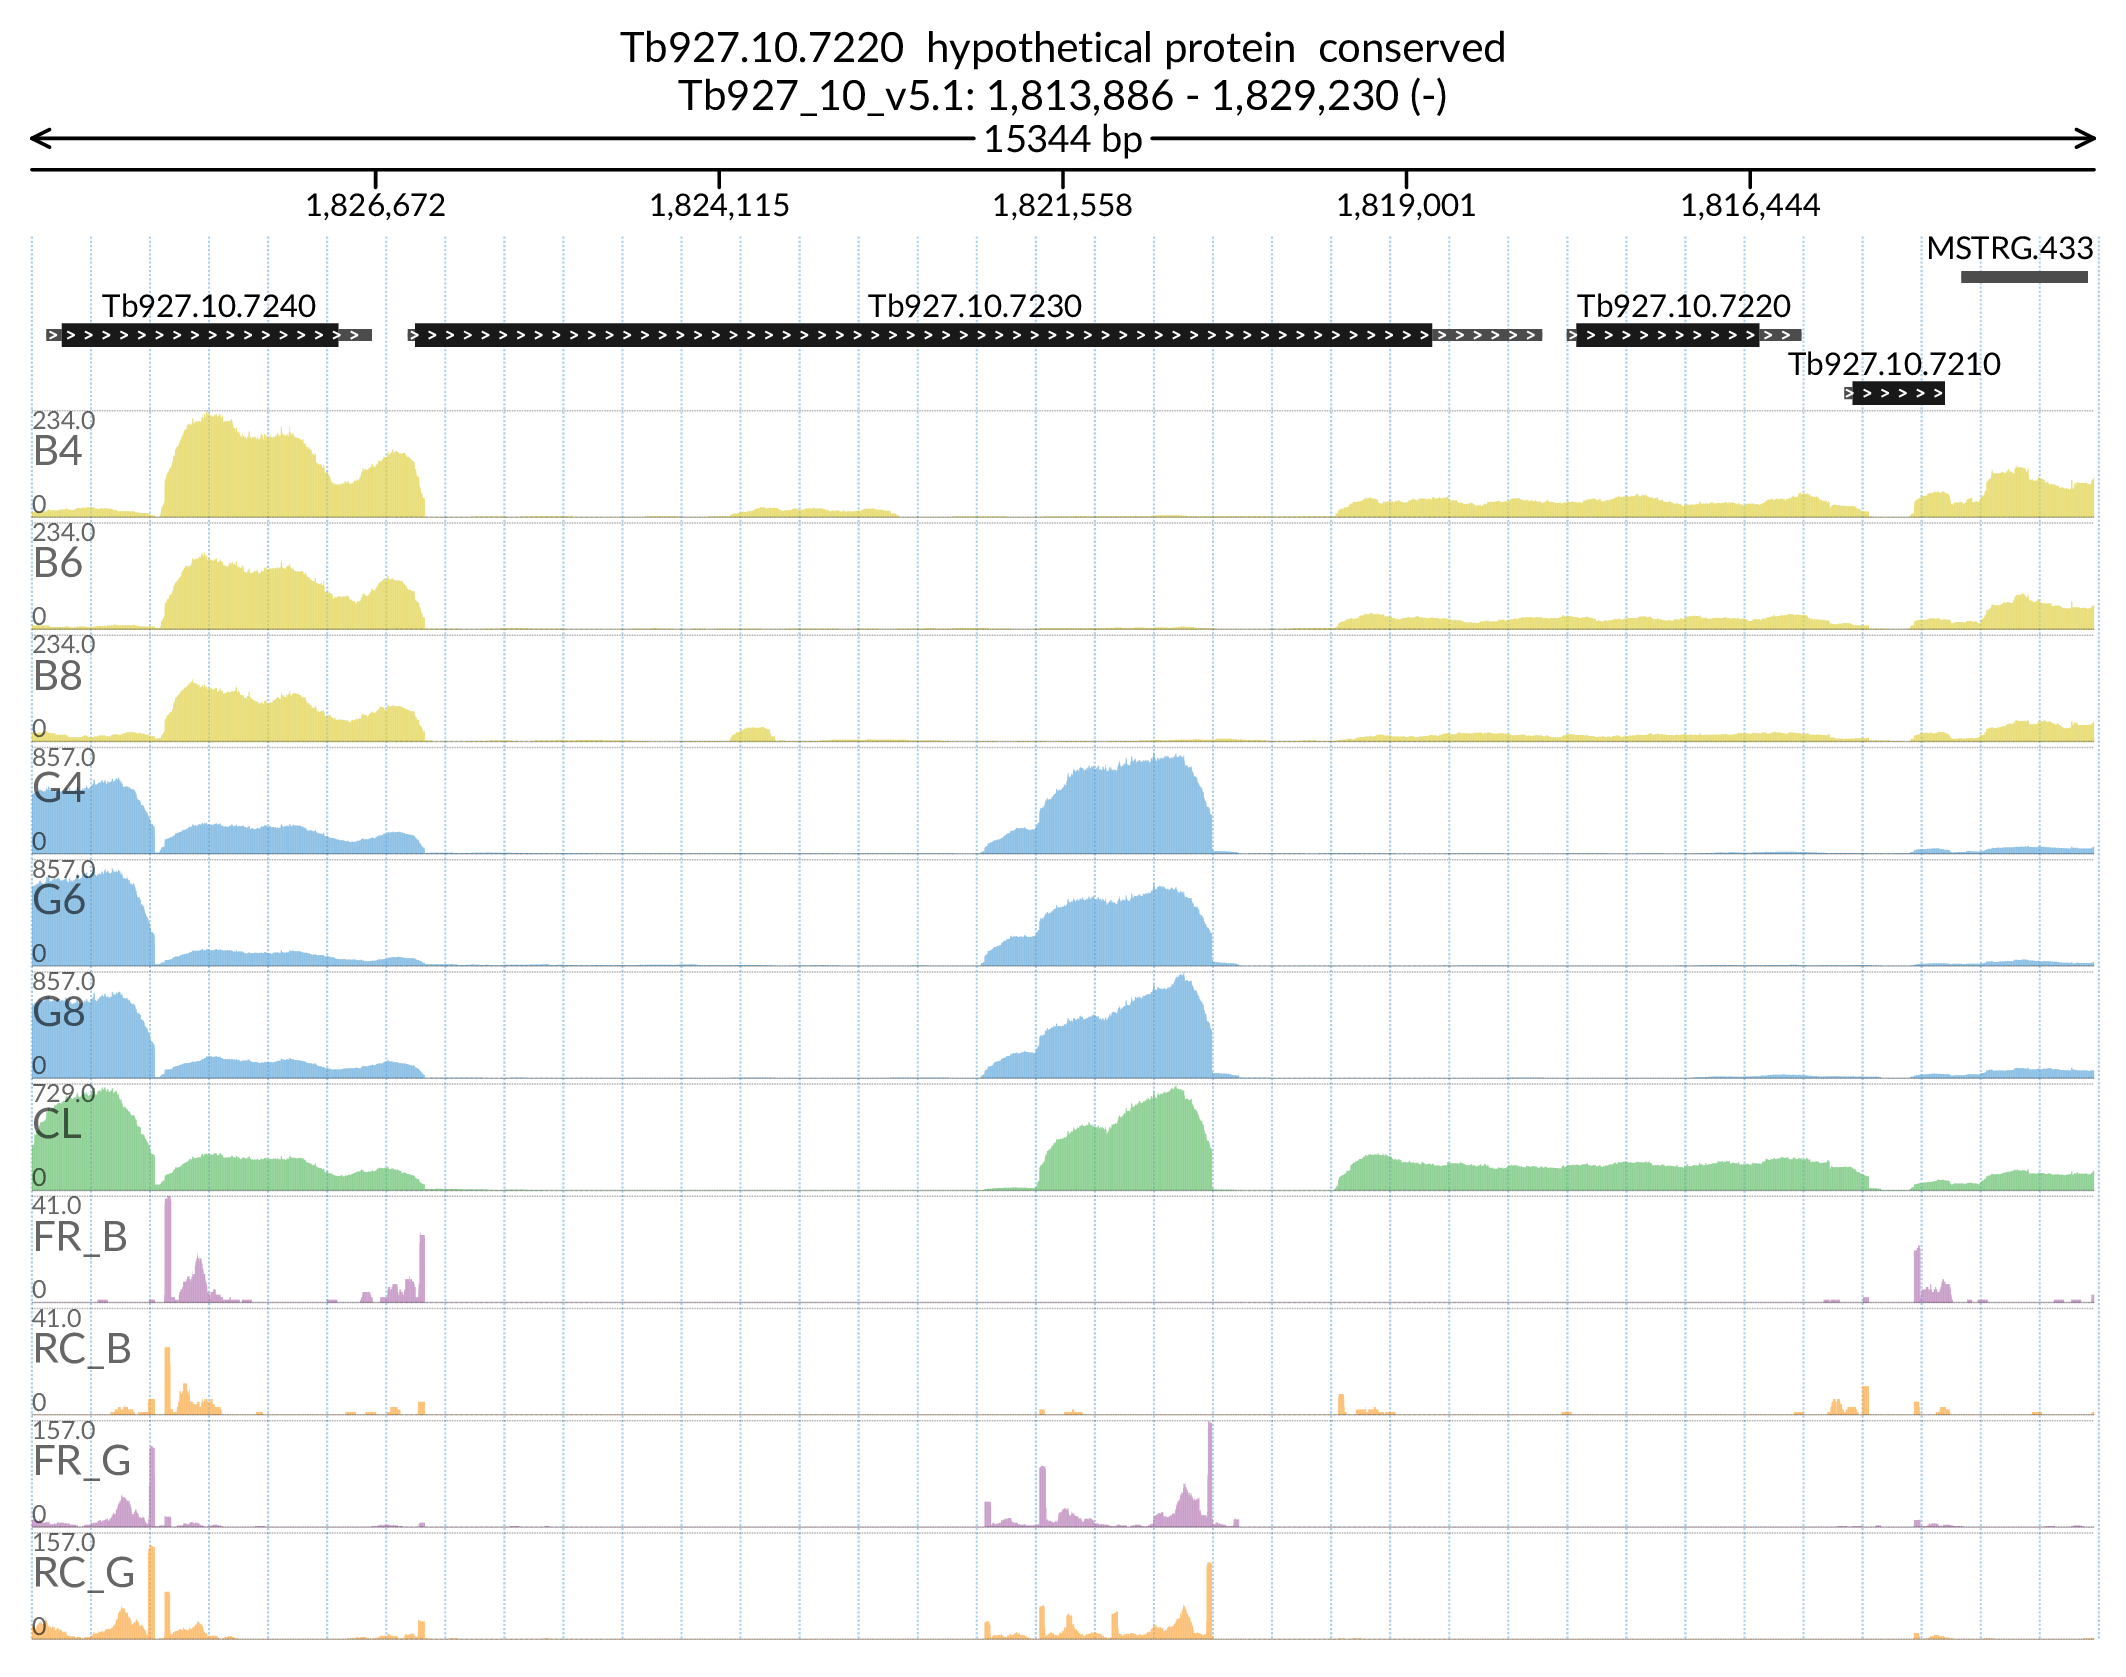 Tb927.10.7220 hypothetical protein conserved
Tb927_10_v5.1: 1,813,886 - 1,829,230 (-)
15344 bp
1,826,672 1,824,115 1,821,558 1,819,001 1,816,444
MSTRG.433
Tb927.10.7240 Tb927.10.7230 Tb927.10.7220
Tb927.10.7210
234.0
B4
0
234.0
B6
0
234.0
B8
0
857.0
G4
0
857.0
G6
0
857.0
G8
0
729.0
CL
0
41.0
FR_B
0
41.0
RC_B
0
157.0
FR_G
0
157.0
RC_G
0